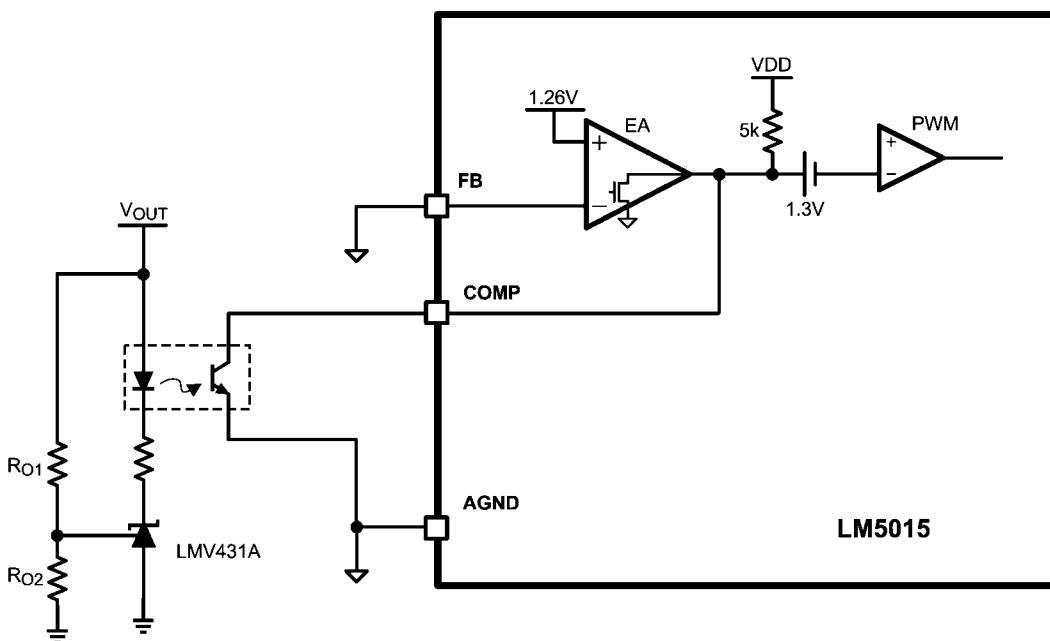 VDD
1.26V
EA
5k
PWM
+
+
−
−
FB
1.3V
VOUT
COMP
RO1
AGND
LM5015
LMV431A
RO2